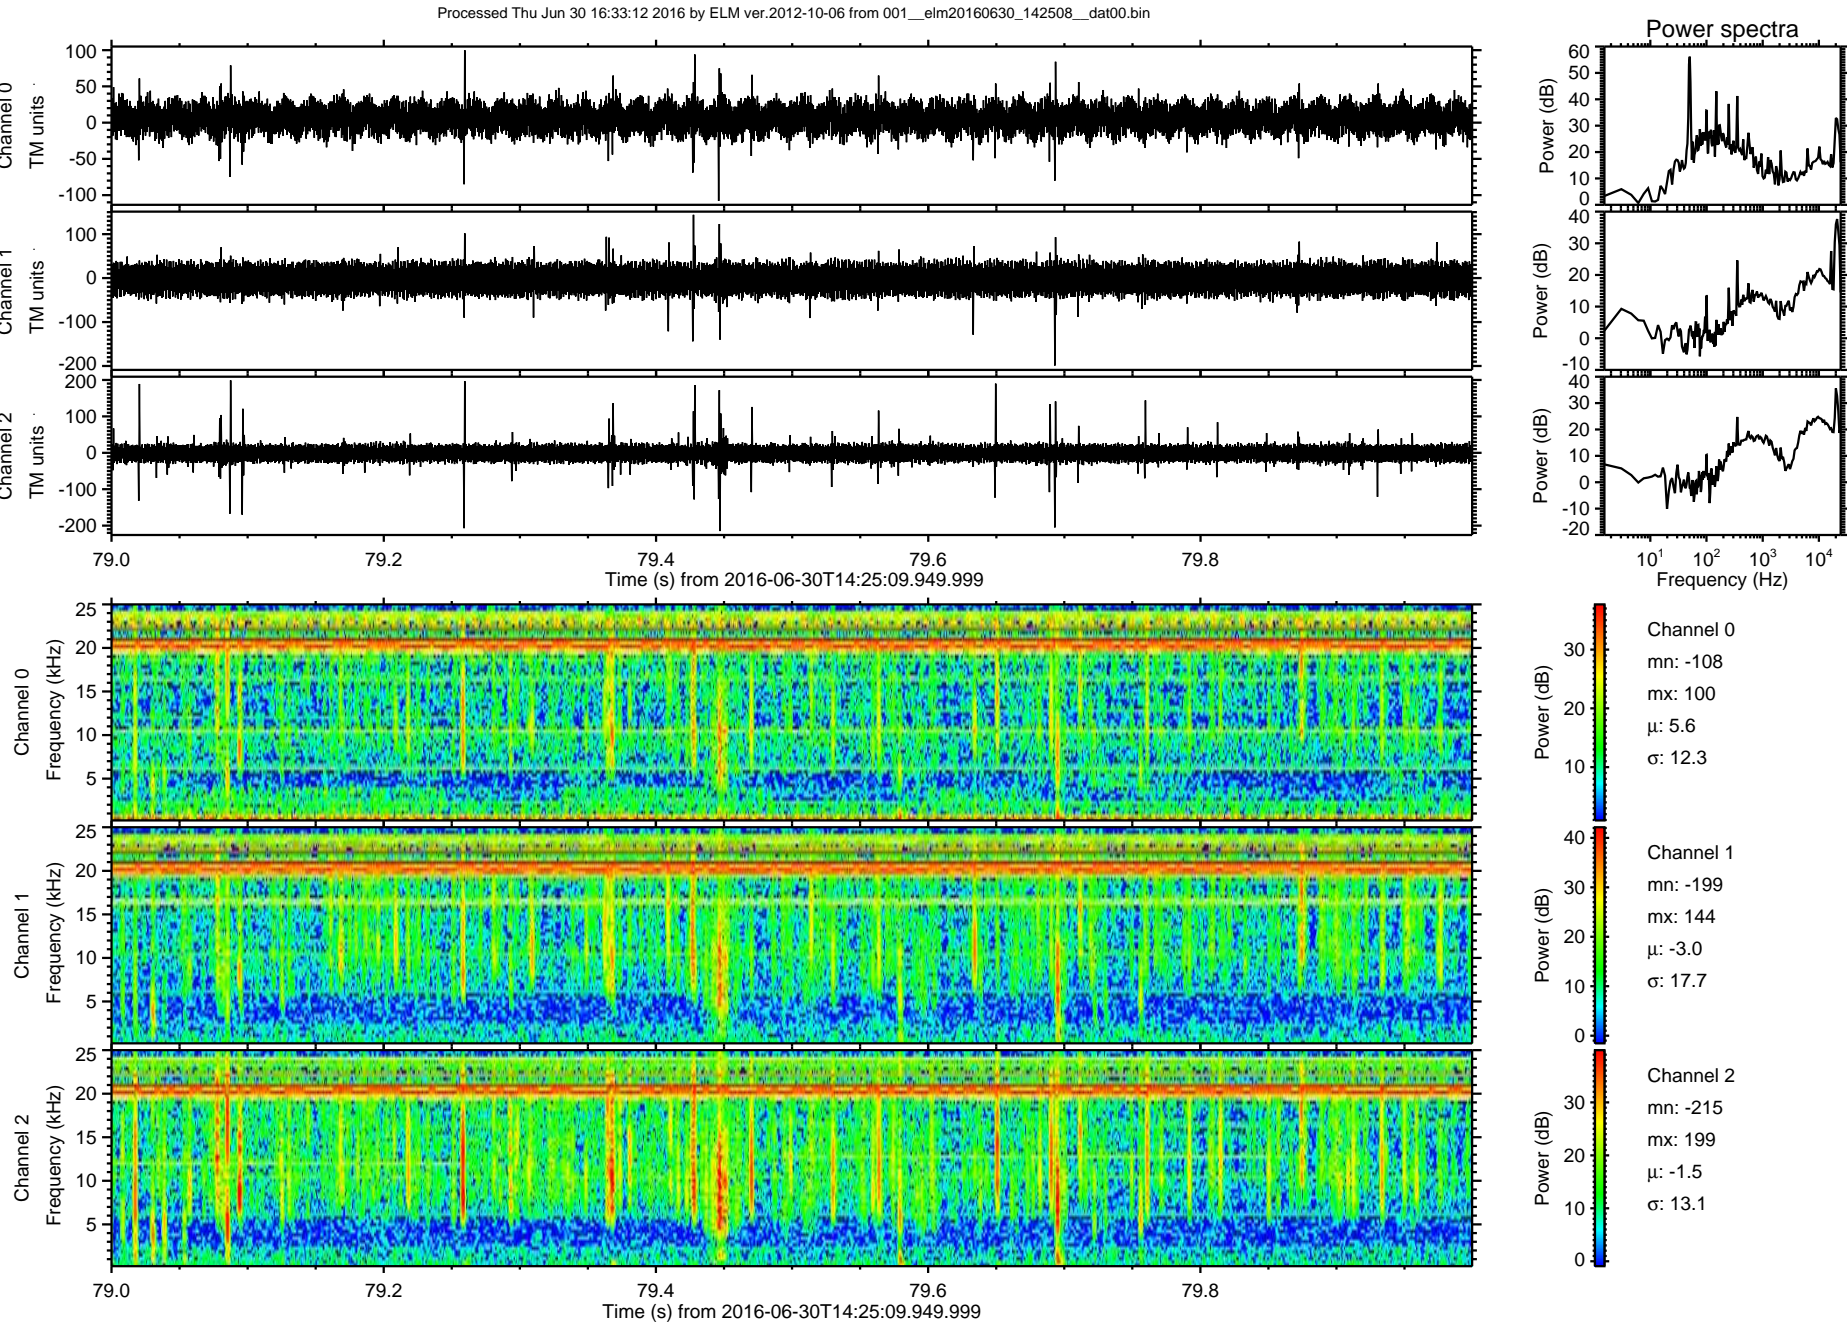 Processed Thu Jun 30 16:33:12 2016 by ELM ver.2012-10-06 from 001__elm20160630_142508__dat00.bin
Power spectra
Channel 0
TM units
100
50
0
-50
-100
Power (dB)
60
50
40
30
20
10
0
Channel 1
TM units
100
0
-100
-200
Power (dB)
40
30
20
10
0
-10
Channel 2
TM units
200
100
0
-100
-200
Power (dB)
40
30
20
10
0
-10
-20
79.0 79.2 79.4 79.6 79.8
Time (s) from 2016-06-30T14:25:09.949.999
10¹ 10² 10³ 10⁴
Frequency (Hz)
Channel 0
Frequency (kHz)
25
20
15
10
5
Power (dB)
30
20
10
Channel 0
mn: -108
mx: 100
μ: 5.6
σ: 12.3
Channel 1
Frequency (kHz)
25
20
15
10
5
Power (dB)
40
30
20
10
0
Channel 1
mn: -199
mx: 144
μ: -3.0
σ: 17.7
Channel 2
Frequency (kHz)
25
20
15
10
5
Power (dB)
30
20
10
0
Channel 2
mn: -215
mx: 199
μ: -1.5
σ: 13.1
79.0 79.2 79.4 79.6 79.8
Time (s) from 2016-06-30T14:25:09.949.999